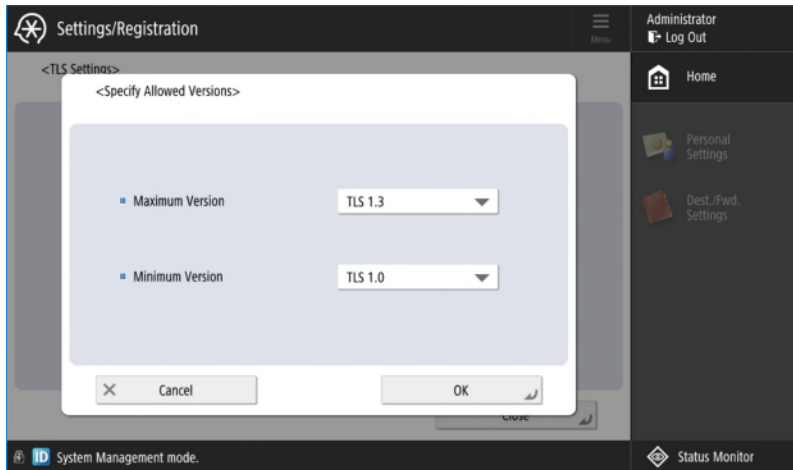 Settings/Registration
Menu
Administrator
Log Out
<TLS Settings>
<Specify Allowed Versions>
Home
Personal
Settings
Dest./Fwd.
Settings
Maximum Version
TLS 1.3
Minimum Version
TLS 1.0
Cancel
OK
Close
ID System Management mode.
Status Monitor